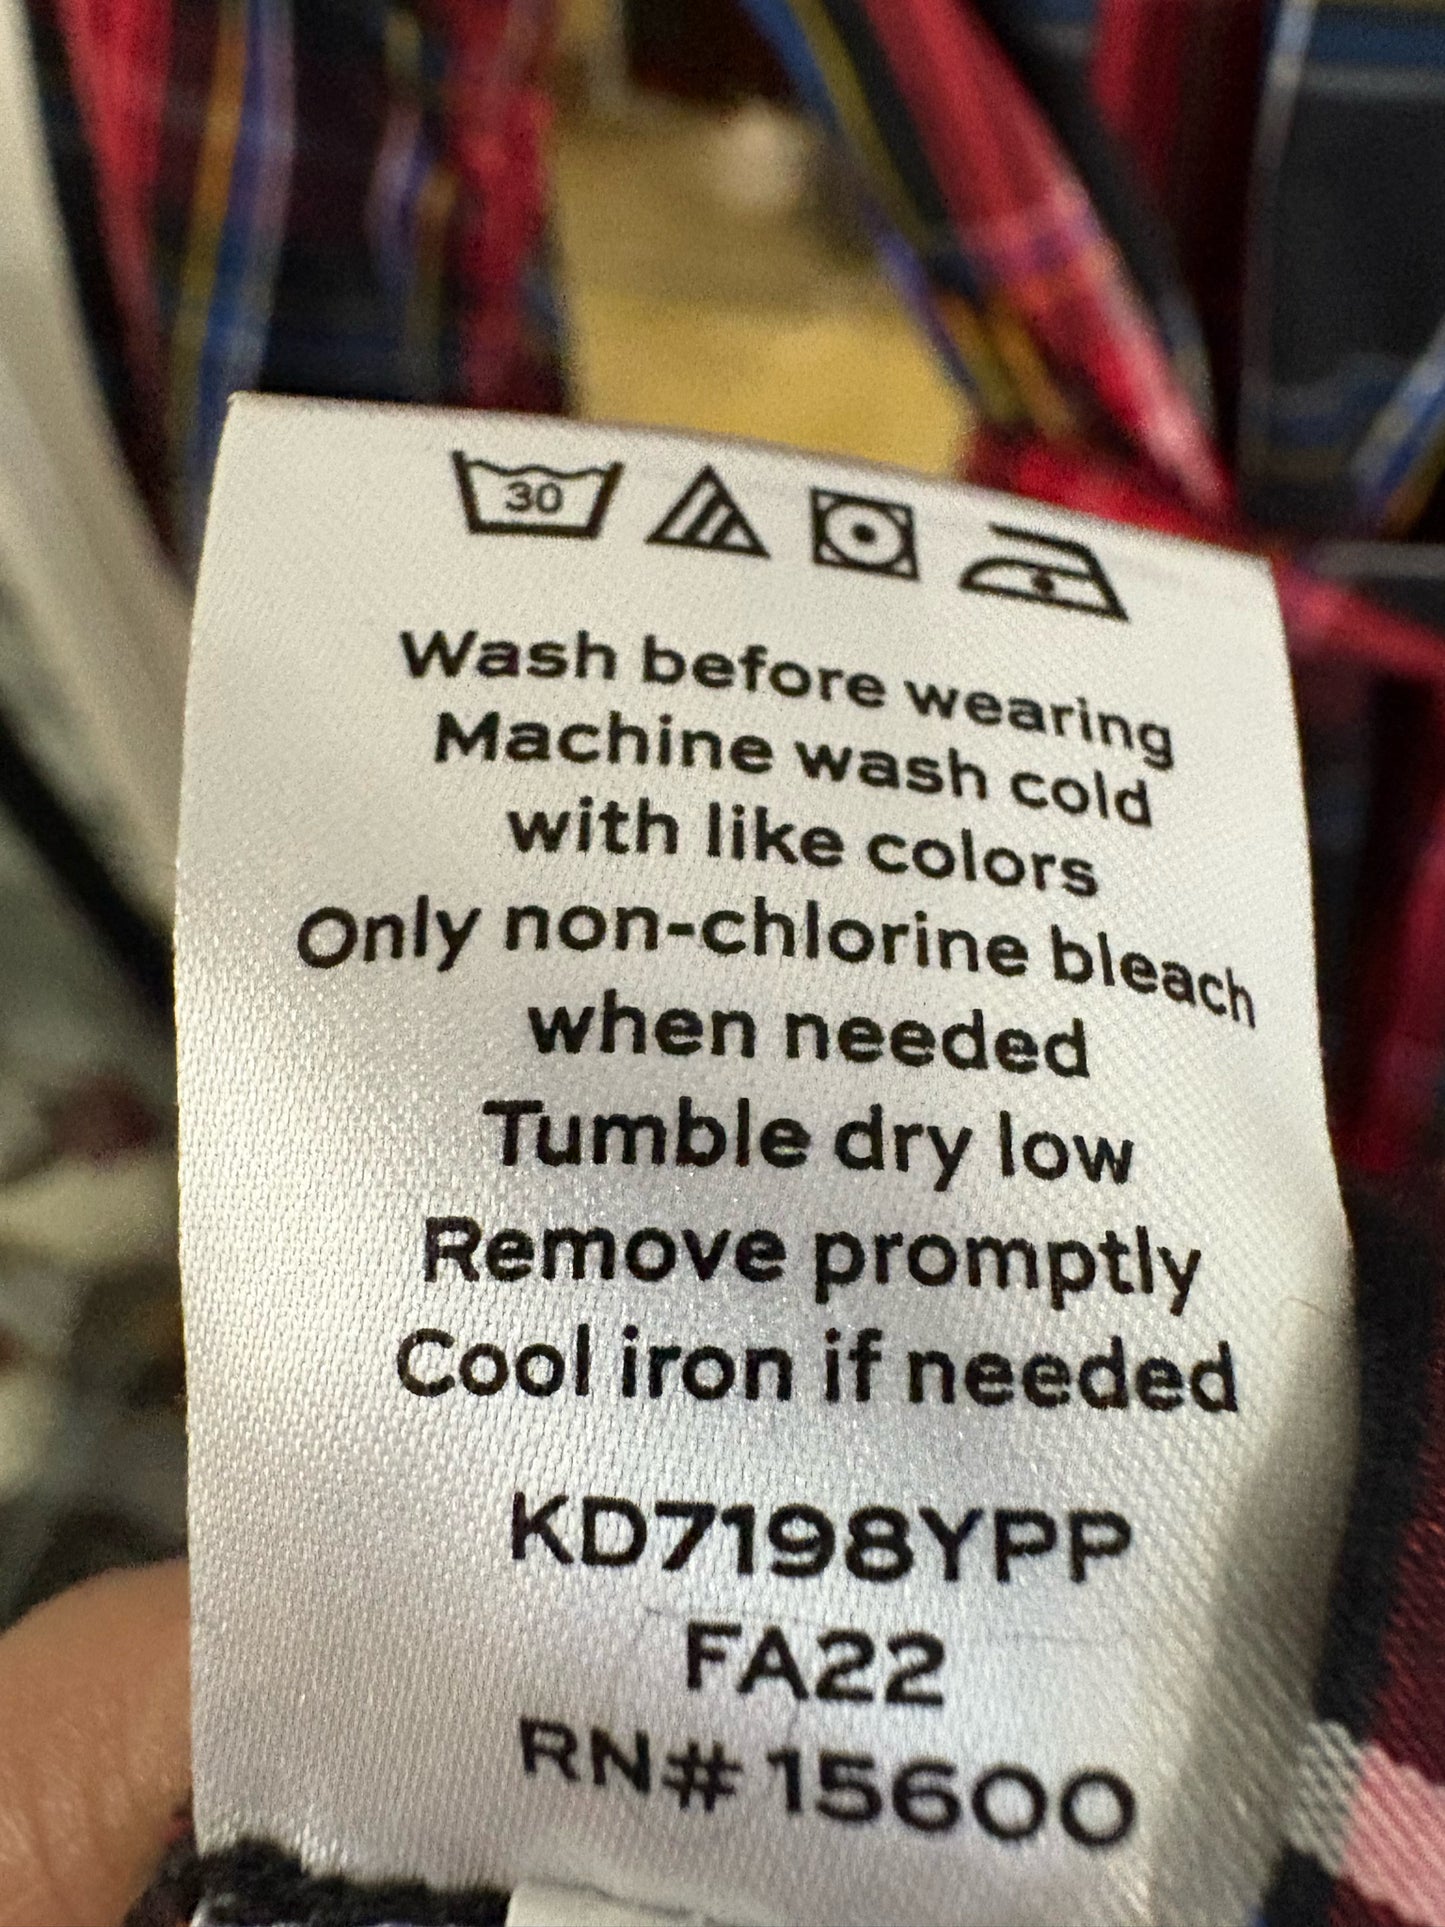 30
Wash before wearing
Machine wash cold
with like colors
Only non-chlorine bleach
when needed
Tumble dry low
Remove promptly
Cool iron if needed
KD7198YPP
FA22
RN# 15600